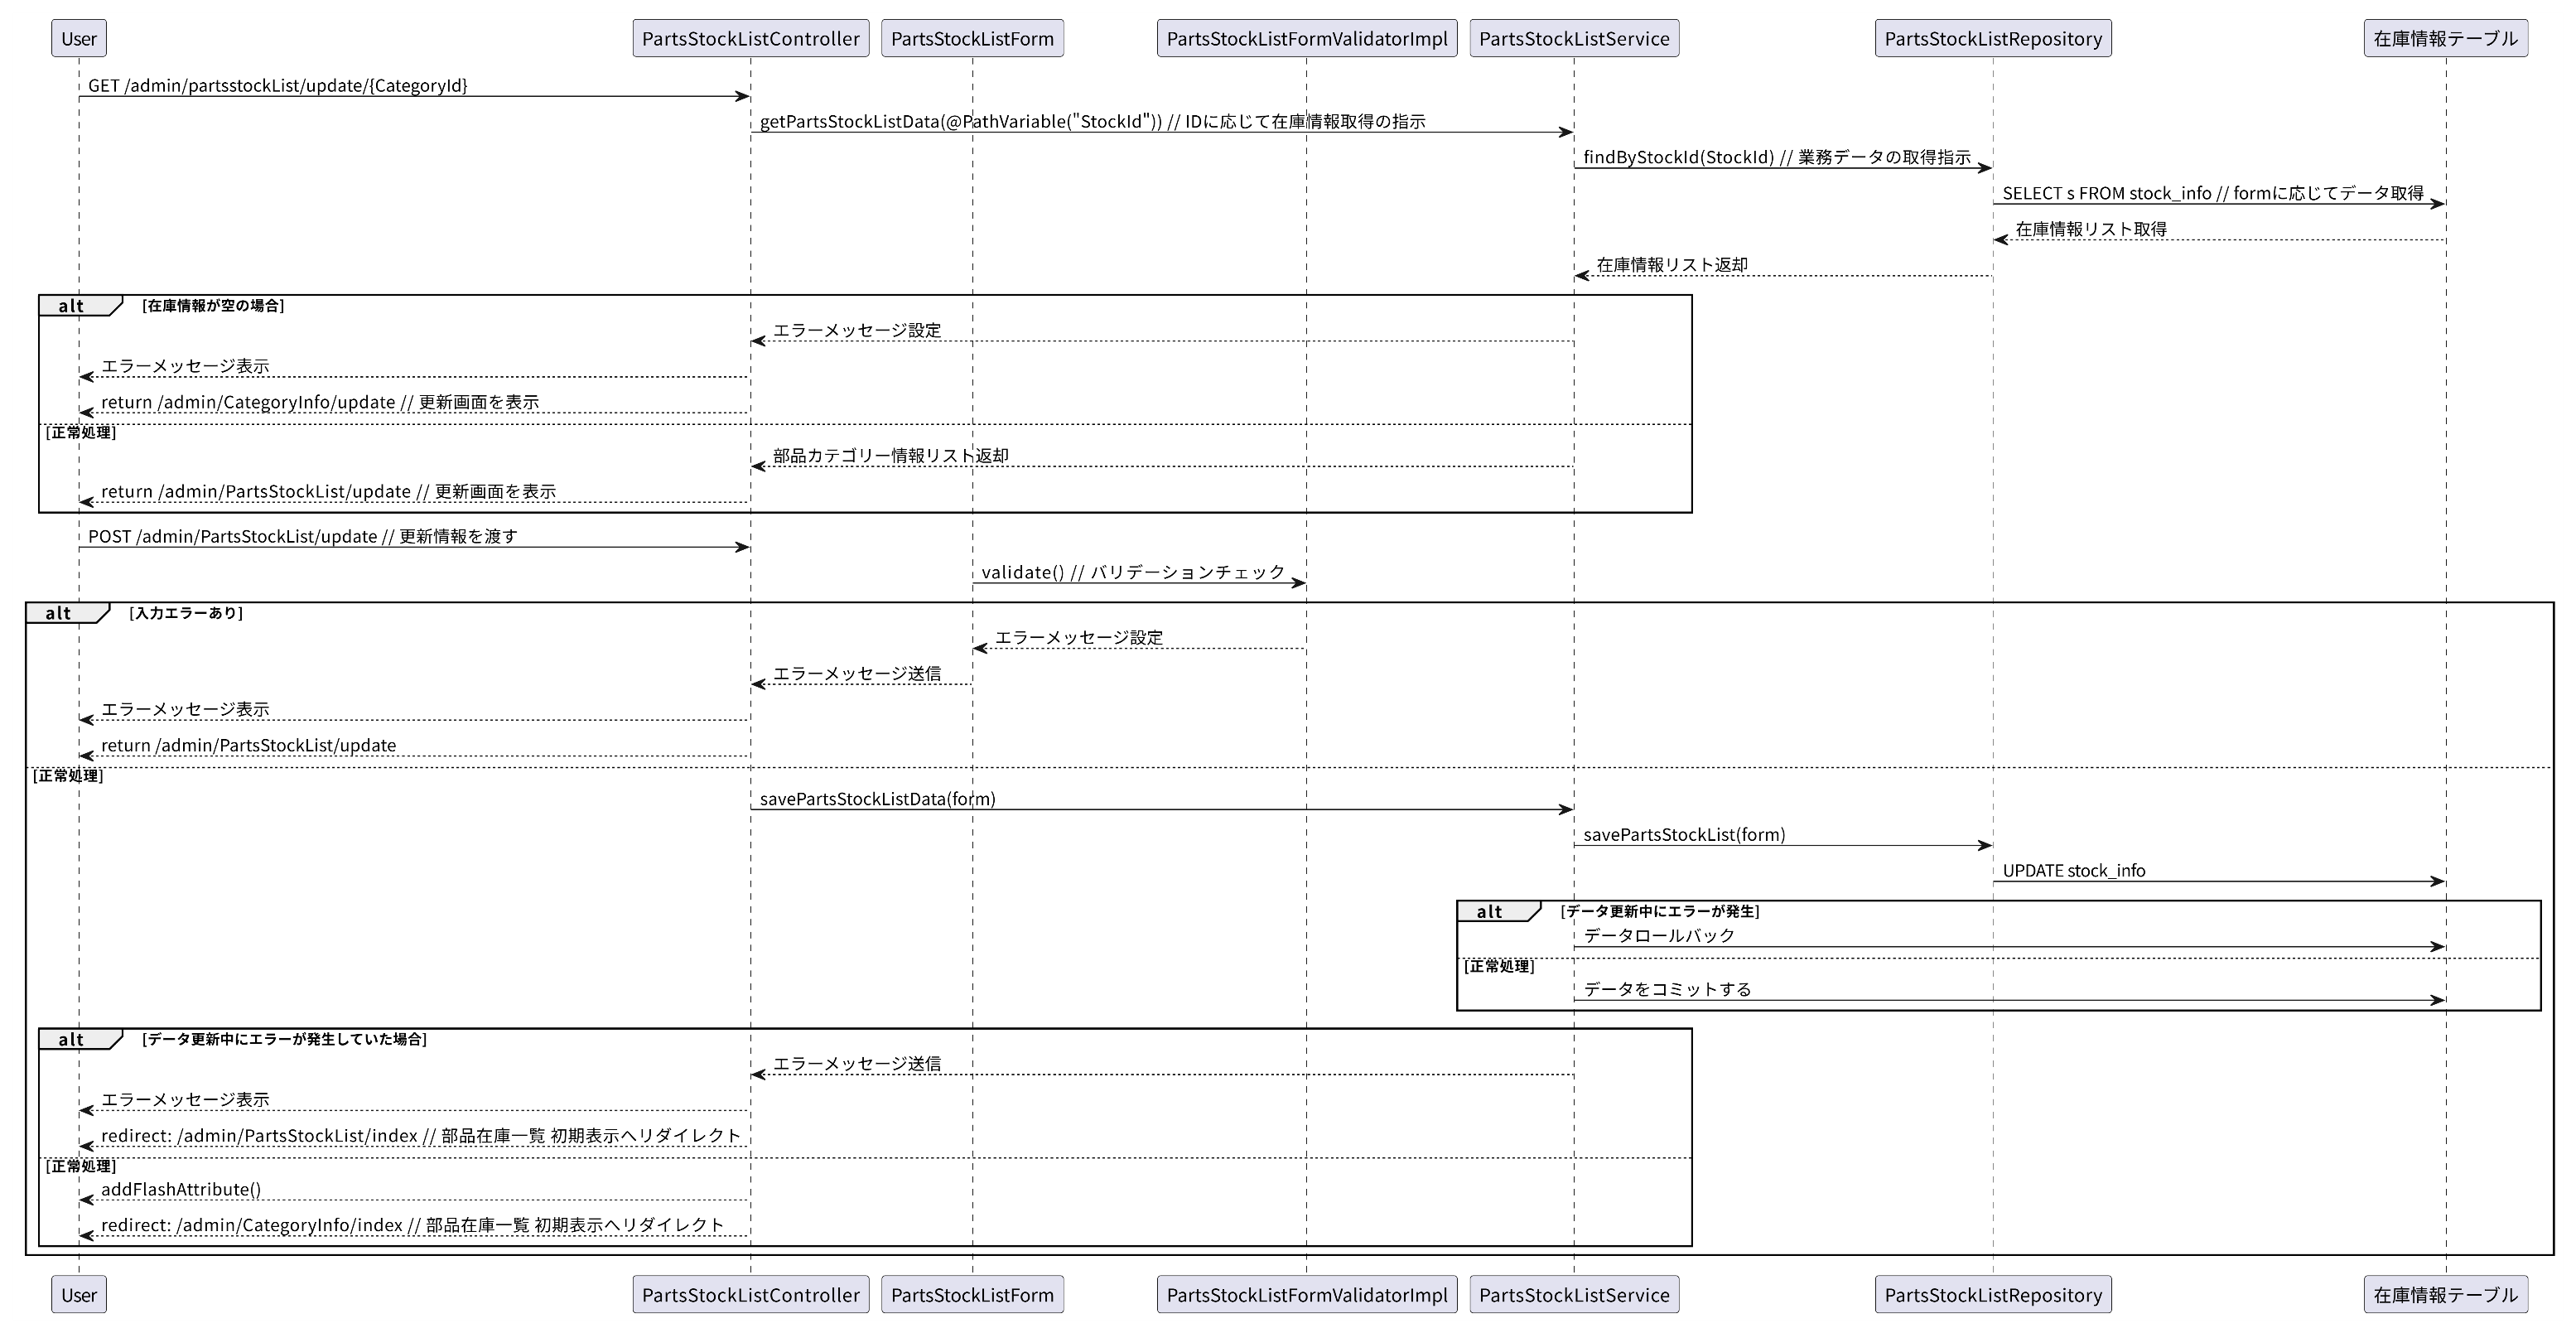 User
PartsStockListController
PartsStockListForm
PartsStockListFormValidatorImpl
PartsStockListService
PartsStockListRepository
在庫情報テーブル
GET /admin/partsstockList/update/{CategoryId}
getPartsStockListData(@PathVariable("StockId")) // IDに応じて在庫情報取得の指示
findByStockId(StockId) // 業務データの取得指示
SELECT s FROM stock_info // formに応じてデータ取得
在庫情報リスト取得
在庫情報リスト返却
alt [在庫情報が空の場合]
エラーメッセージ設定
エラーメッセージ表示
return /admin/CategoryInfo/update // 更新画面を表示
[正常処理]
部品カテゴリー情報リスト返却
return /admin/PartsStockList/update // 更新画面を表示
POST /admin/PartsStockList/update // 更新情報を渡す
validate() // バリデーションチェック
alt [入力エラーあり]
エラーメッセージ設定
エラーメッセージ送信
エラーメッセージ表示
return /admin/PartsStockList/update
[正常処理]
savePartsStockListData(form)
savePartsStockList(form)
UPDATE stock_info
alt [データ更新中にエラーが発生]
データロールバック
[正常処理]
データをコミットする
alt [データ更新中にエラーが発生していた場合]
エラーメッセージ送信
エラーメッセージ表示
redirect: /admin/PartsStockList/index // 部品在庫一覧 初期表示へリダイレクト
[正常処理]
addFlashAttribute()
redirect: /admin/CategoryInfo/index // 部品在庫一覧 初期表示へリダイレクト
User
PartsStockListController
PartsStockListForm
PartsStockListFormValidatorImpl
PartsStockListService
PartsStockListRepository
在庫情報テーブル